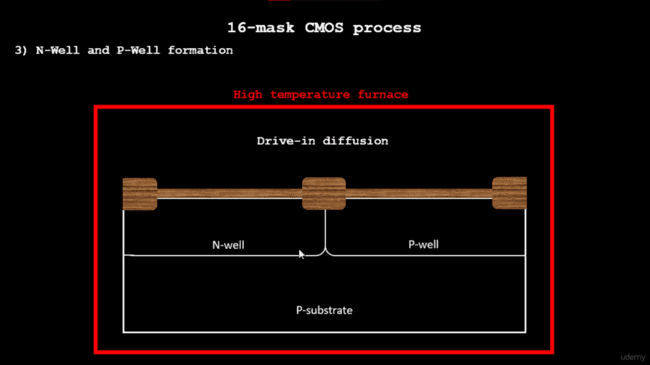 16-mask CMOS process
3) N-Well and P-Well formation
High temperature furnace
Drive-in diffusion
N-well
P-well
P-substrate
udemy